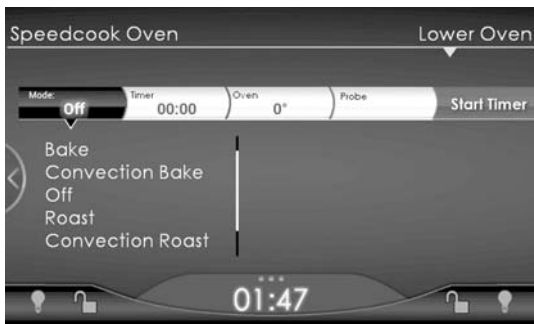 Speedcook Oven Lower Oven
Mode: Off Timer 00:00 Oven 0° Probe Start Timer
Bake
Convection Bake
Off
Roast
Convection Roast
01:47